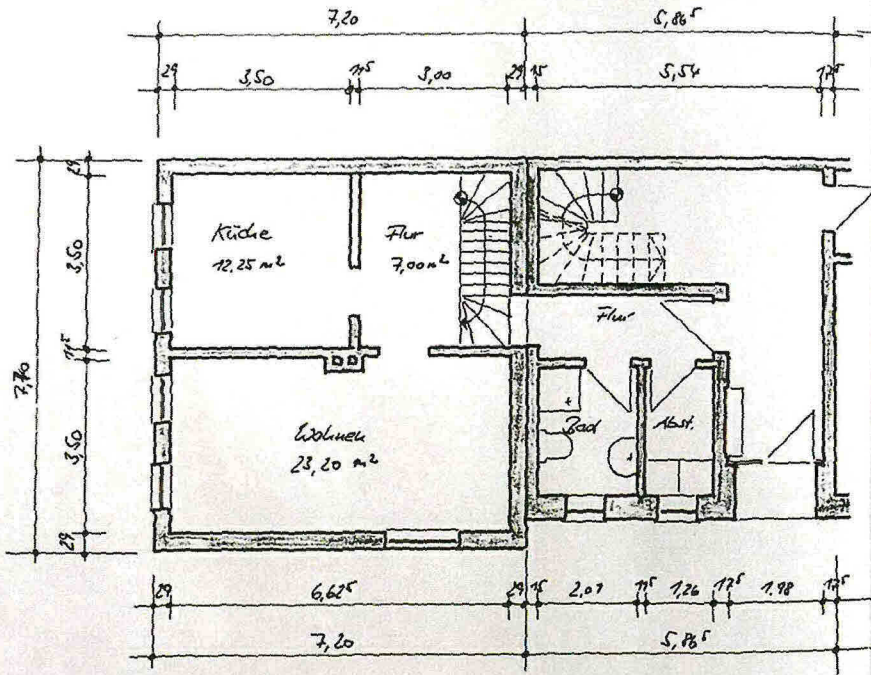 7,20 5,86⁵
29 3,50 11⁵ 3,00 29 15 5,54 17⁵
29
3,50
11⁵
3,50
29
7,70
Küche
12,25 m²
Flur
7,00 m²
Flur
Wohnen
23,20 m²
Bad
Abst.
29 6,62⁵ 29 15 2,01 11⁵ 1,26 17⁵ 1,98 17⁵
7,20 5,86⁵